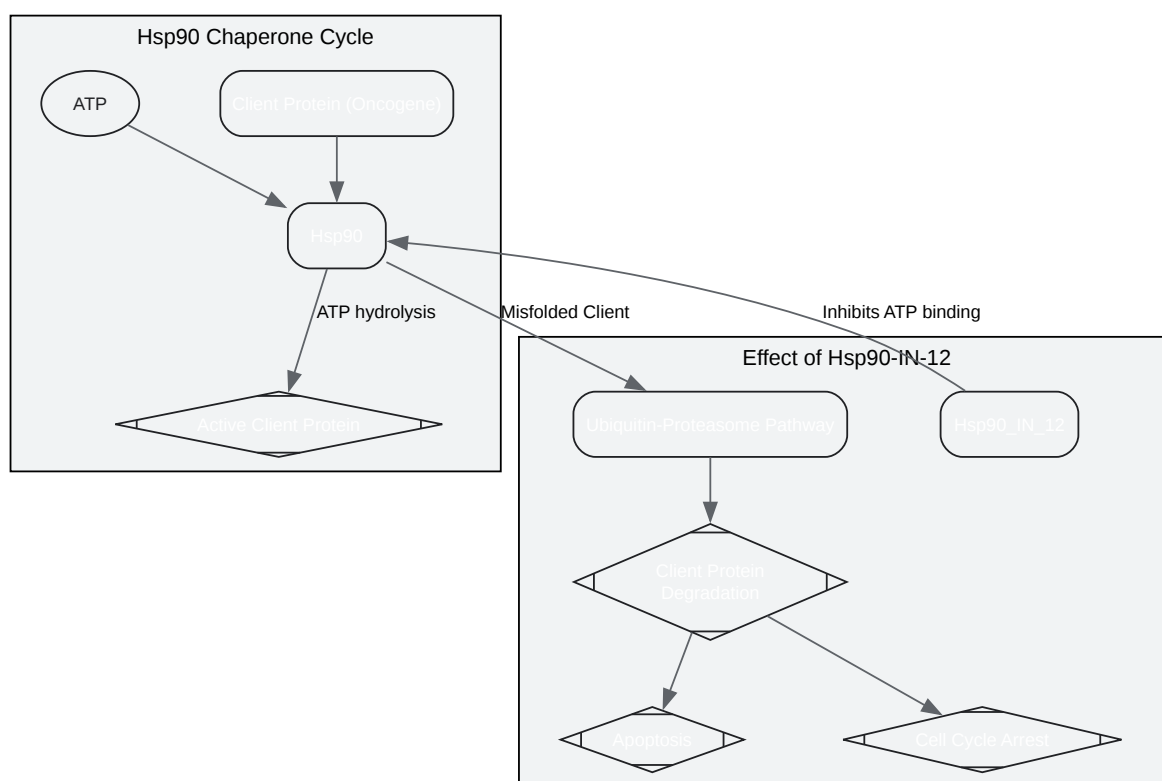 Hsp90 Chaperone Cycle
ATP
Client Protein (Oncogene)
Hsp90
ATP hydrolysis
Misfolded Client
Inhibits ATP binding
Effect of Hsp90-IN-12
Active Client Protein
Ubiquitin-Proteasome Pathway
Hsp90_IN_12
Client Protein
Degradation
Apoptosis
Cell Cycle Arrest